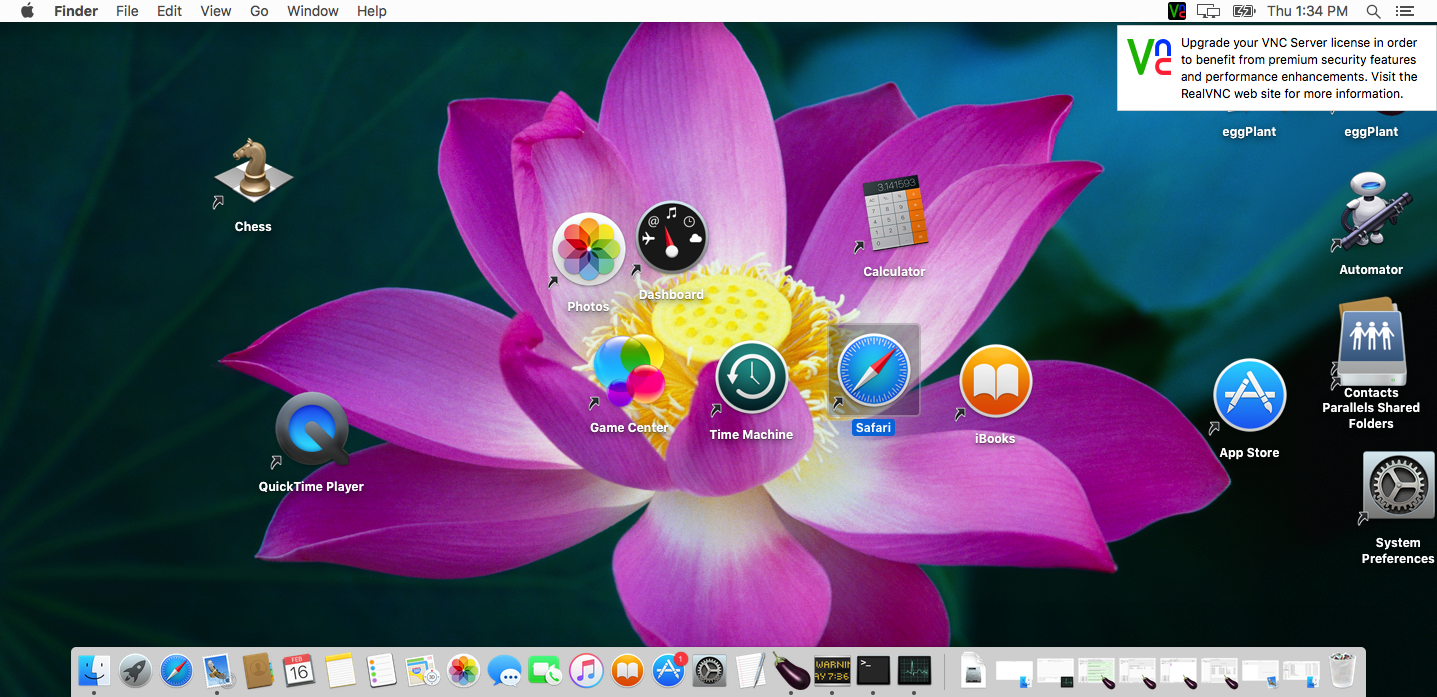 Finder File Edit View Go Window Help
Thu 1:34 PM
Upgrade your VNC Server license in order
to benefit from premium security features
and performance enhancements. Visit the
RealVNC web site for more information.
eggPlant
eggPlant
Chess
3.141593
Calculator
Automator
Photos
Dashboard
Game Center
Time Machine
Safari
iBooks
App Store
Contacts
Parallels Shared
Folders
QuickTime Player
System
Preferences
FEB
16
1
WARNIN
AY 7:36
>_